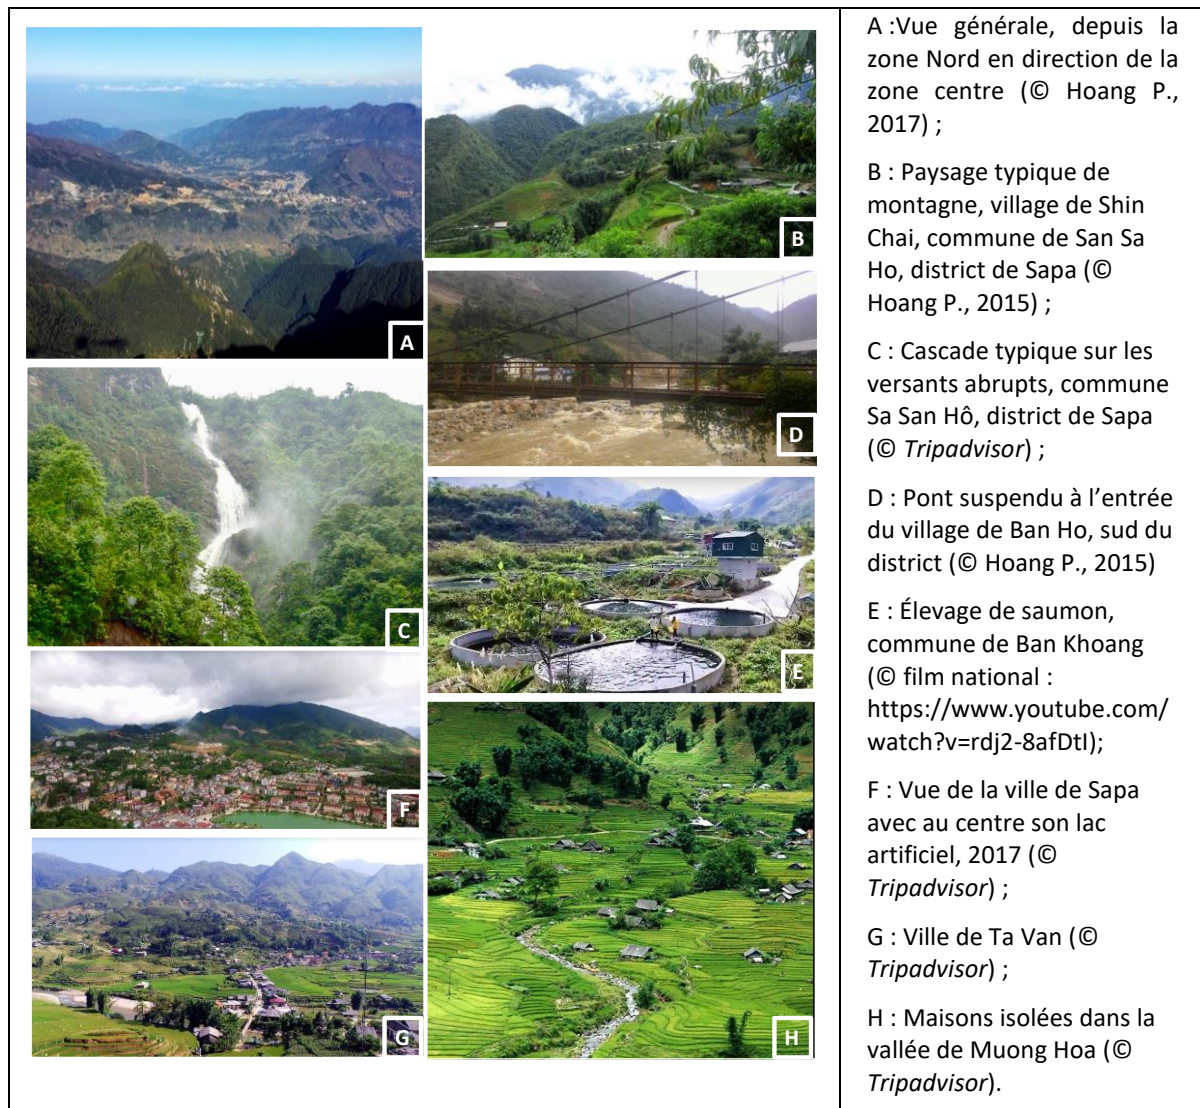 A
B
C
D
E
F
G
H
A :Vue générale, depuis la
zone Nord en direction de la
zone centre (© Hoang P.,
2017) ;
B : Paysage typique de
montagne, village de Shin
Chai, commune de San Sa
Ho, district de Sapa (©
Hoang P., 2015) ;
C : Cascade typique sur les
versants abrupts, commune
Sa San Hô, district de Sapa
(© Tripadvisor) ;
D : Pont suspendu à l’entrée
du village de Ban Ho, sud du
district (© Hoang P., 2015)
E : Élevage de saumon,
commune de Ban Khoang
(© film national :
https://www.youtube.com/
watch?v=rdj2-8afDtI);
F : Vue de la ville de Sapa
avec au centre son lac
artificiel, 2017 (©
Tripadvisor) ;
G : Ville de Ta Van (©
Tripadvisor) ;
H : Maisons isolées dans la
vallée de Muong Hoa (©
Tripadvisor).